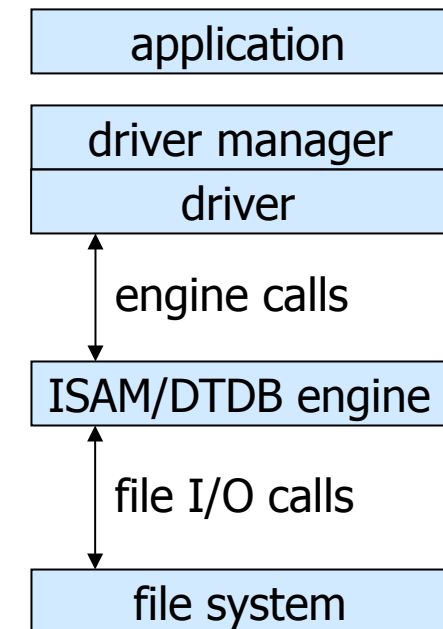 application
driver manager
driver
engine calls
ISAM/DTDB engine
file I/O calls
file system